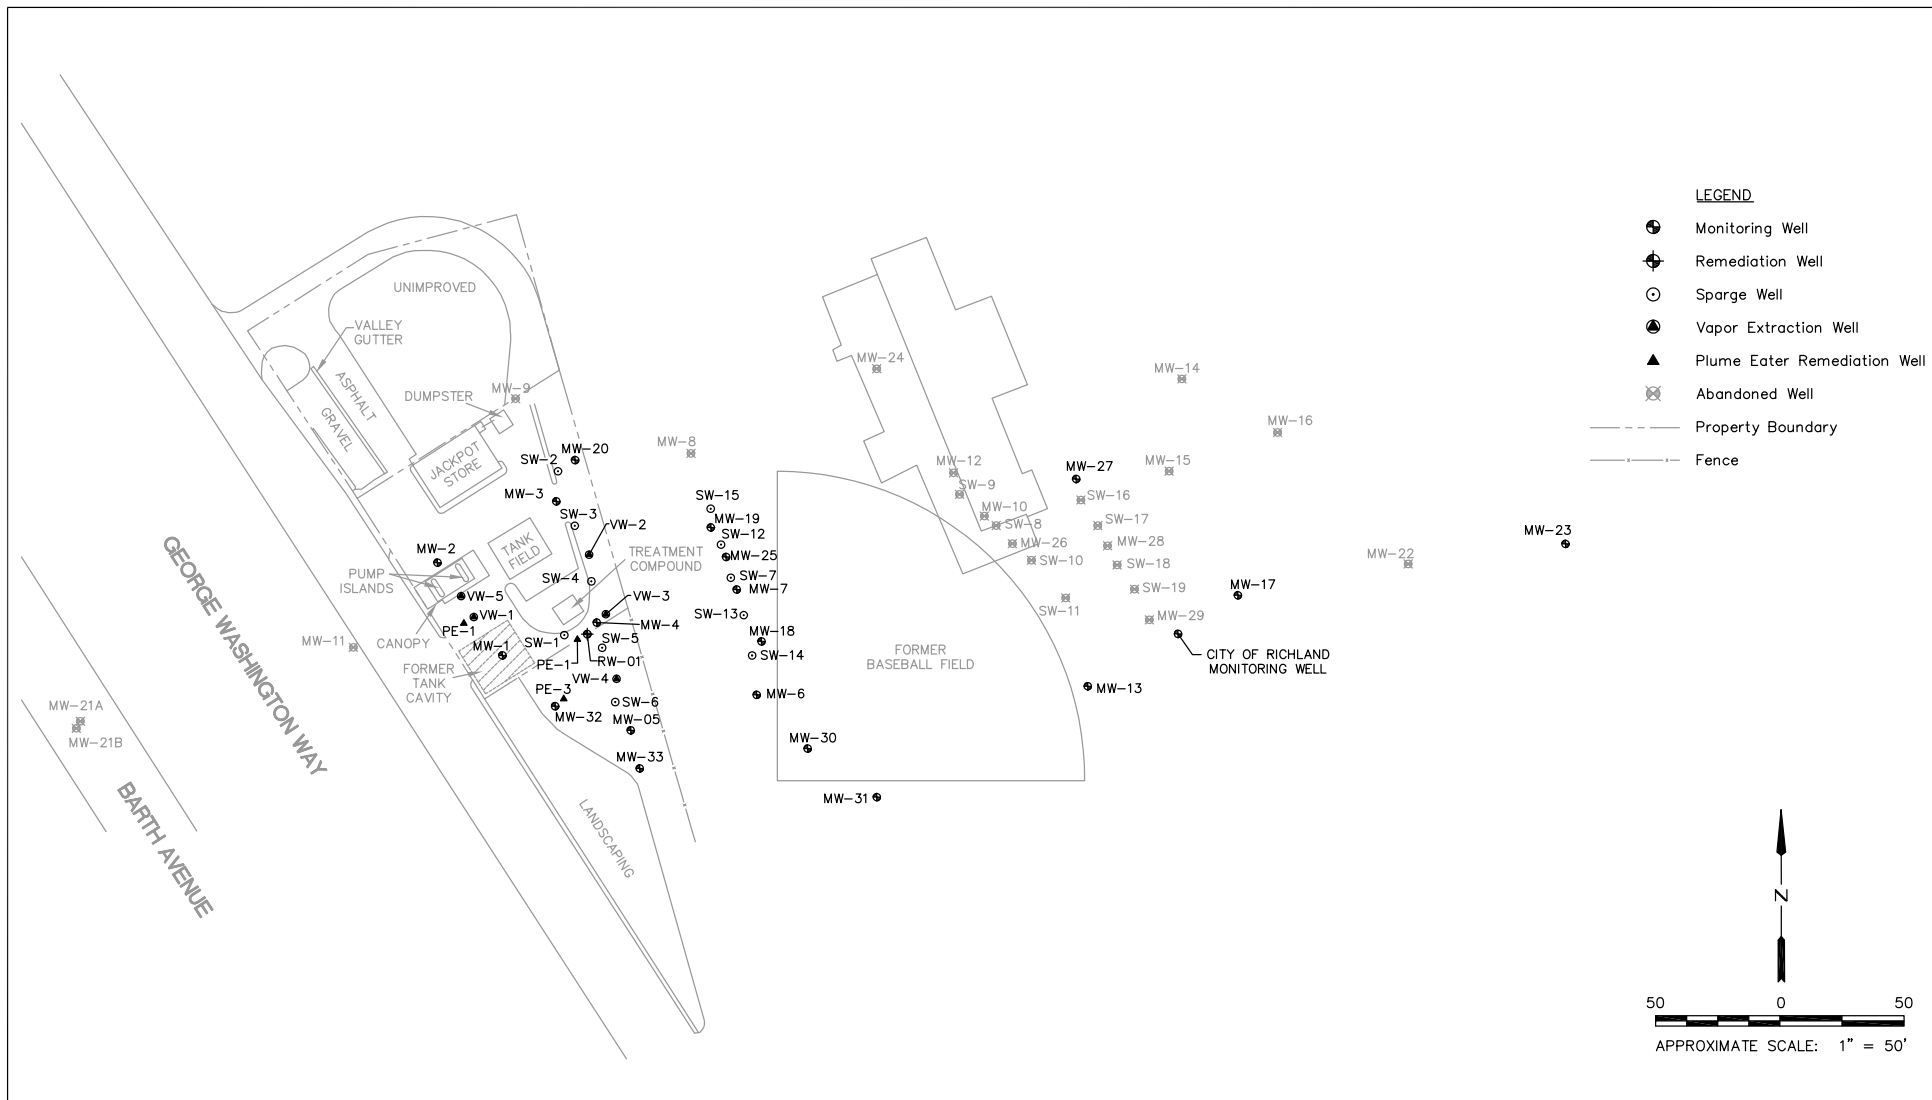 LEGEND
Monitoring Well
Remediation Well
Sparge Well
Vapor Extraction Well
Plume Eater Remediation Well
Abandoned Well
Property Boundary
Fence
UNIMPROVED
VALLEY
GUTTER
ASPHALT
GRAVEL
DUMPSTER
MW-9
JACKPOT
STORE
MW-20
SW-2
MW-3
SW-3
VW-2
MW-2
TANK
FIELD
TREATMENT
COMPOUND
PUMP
ISLANDS
SW-4
VW-5
VW-3
VW-1
PE-1
MW-4
CANOPY
MW-11
SW-1
SW-5
MW-1
PE-1
RW-01
FORMER
TANK
CAVITY
VW-4
PE-3
SW-6
MW-32
MW-05
MW-33
LANDSCAPING
MW-21A
MW-21B
GEORGE WASHINGTON WAY
BARTH AVENUE
MW-8
SW-15
MW-19
SW-12
MW-25
SW-7
MW-7
SW-13
MW-18
SW-14
MW-6
MW-30
MW-31
FORMER
BASEBALL FIELD
MW-24
MW-12
SW-9
MW-10
SW-8
MW-26
SW-10
SW-11
MW-14
MW-16
MW-15
MW-27
SW-16
SW-17
MW-28
SW-18
SW-19
MW-29
MW-17
MW-22
MW-23
CITY OF RICHLAND
MONITORING WELL
MW-13
N
50 0 50
APPROXIMATE SCALE: 1" = 50'